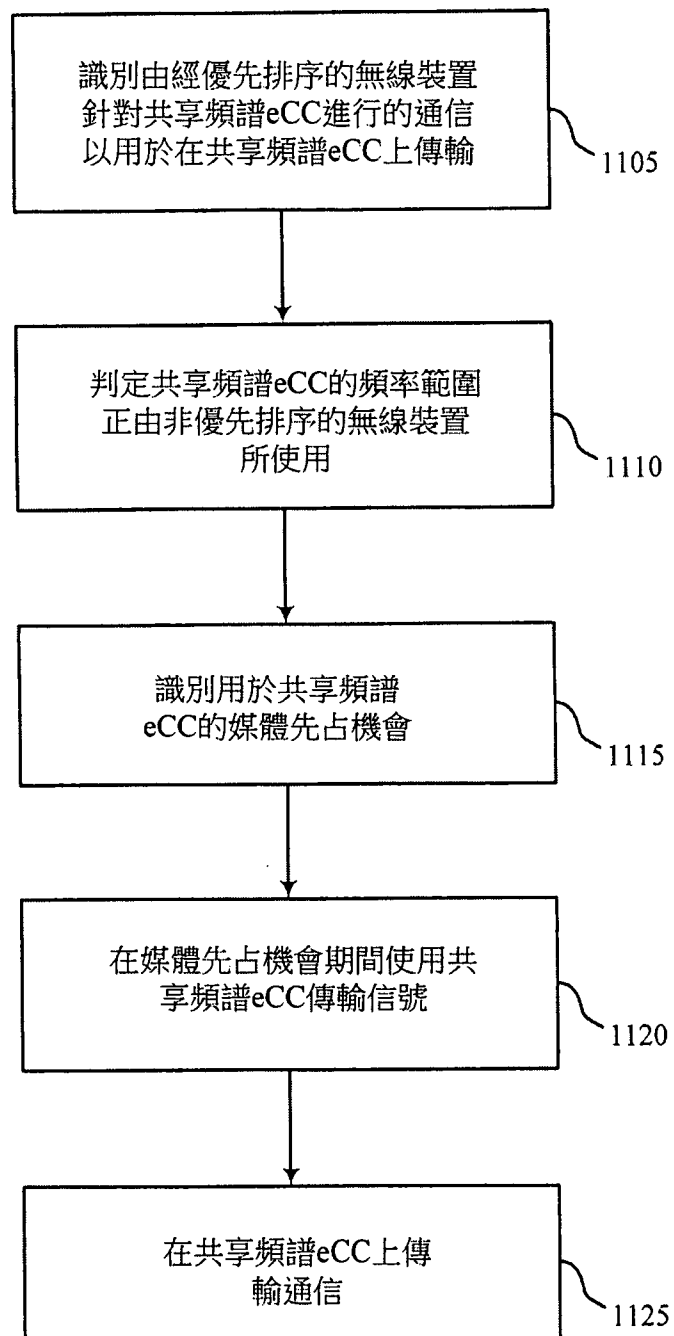 識別由經優先排序的無線裝置
針對共享頻譜eCC進行的通信
以用於在共享頻譜eCC上傳輸
1105
判定共享頻譜eCC的頻率範圍
正由非優先排序的無線裝置
所使用
1110
識別用於共享頻譜
eCC的媒體先占機會
1115
在媒體先占機會期間使用共
享頻譜eCC傳輸信號
1120
在共享頻譜eCC上傳
輸通信
1125